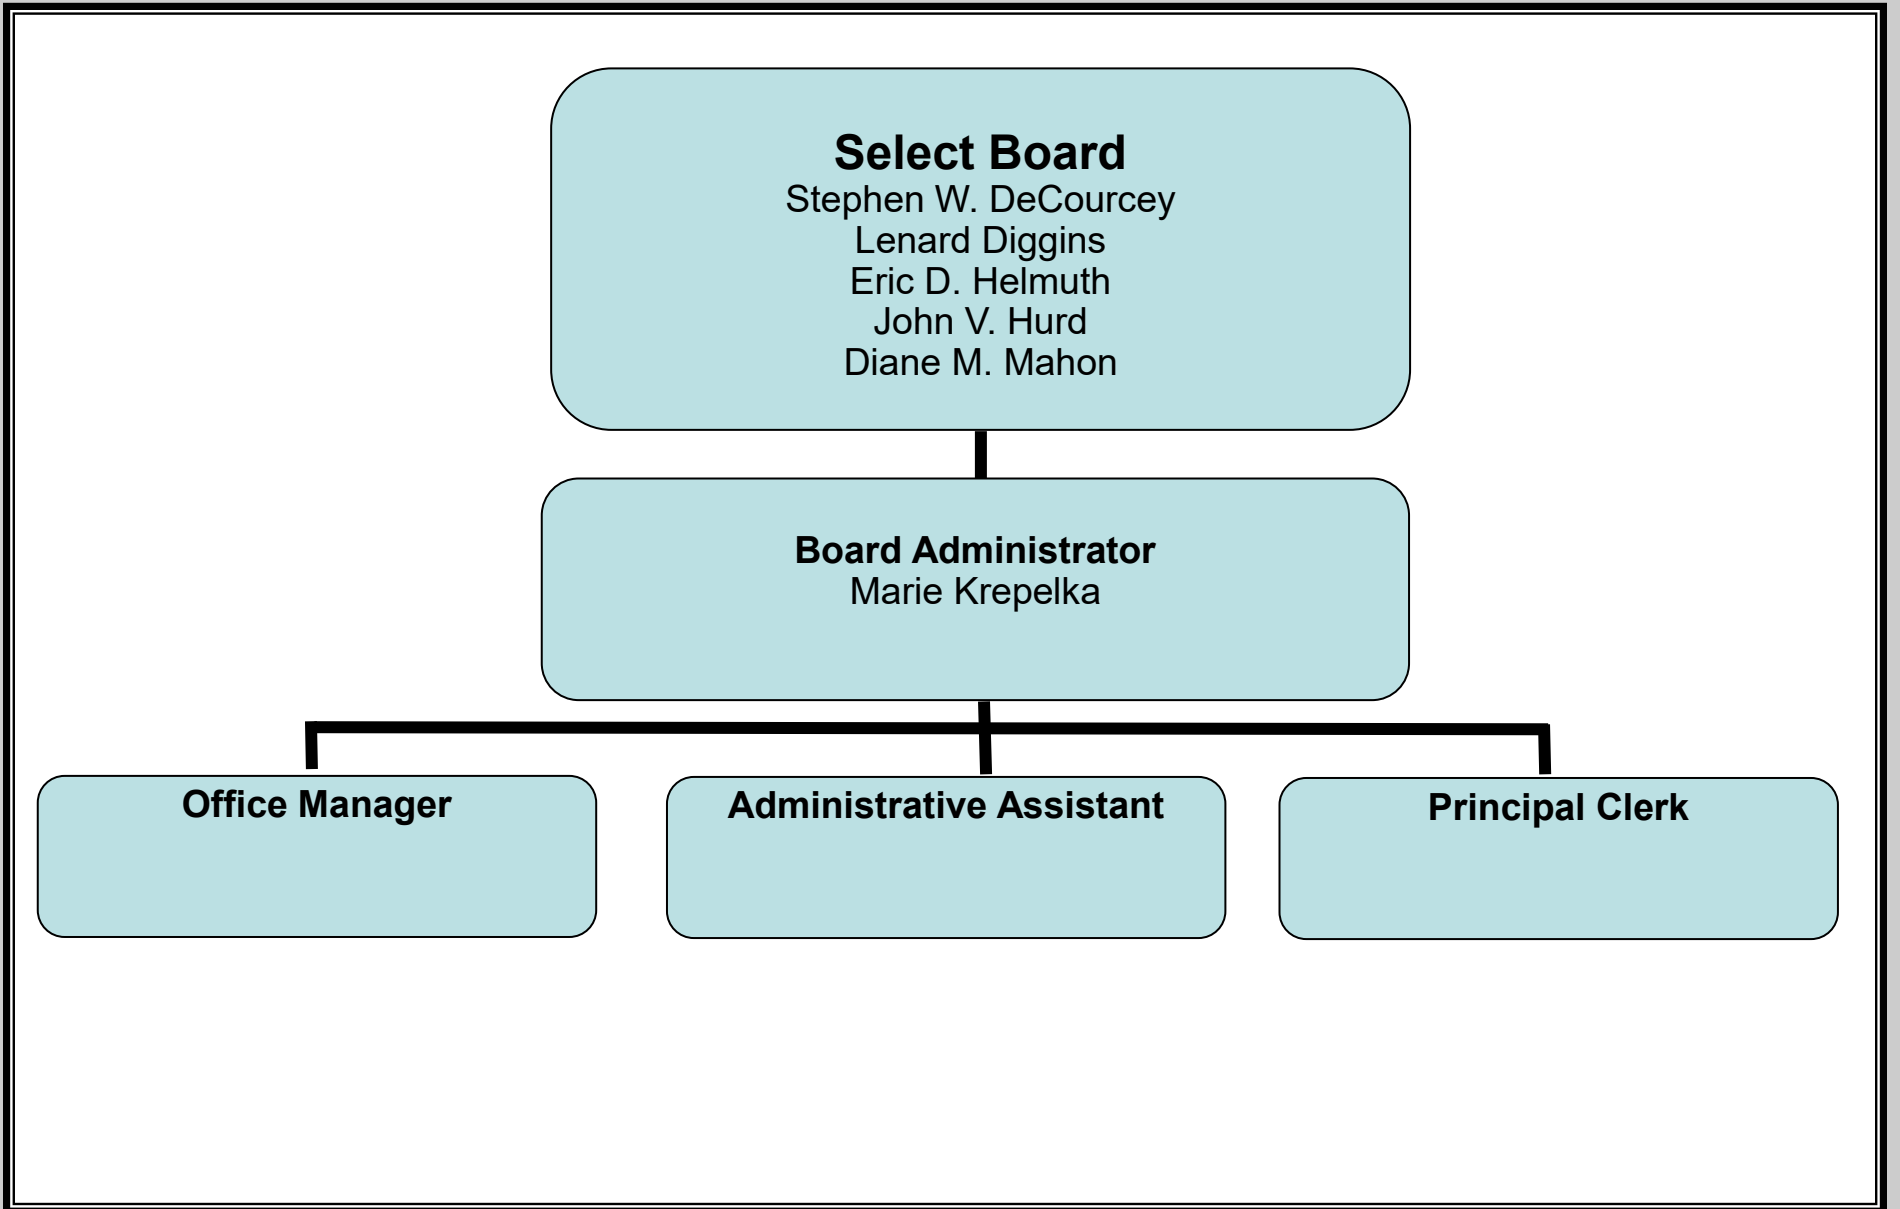 Select Board
Stephen W. DeCourcey
Lenard Diggins
Eric D. Helmuth
John V. Hurd
Diane M. Mahon
Board Administrator
Marie Krepelka
Office Manager
Administrative Assistant
Principal Clerk